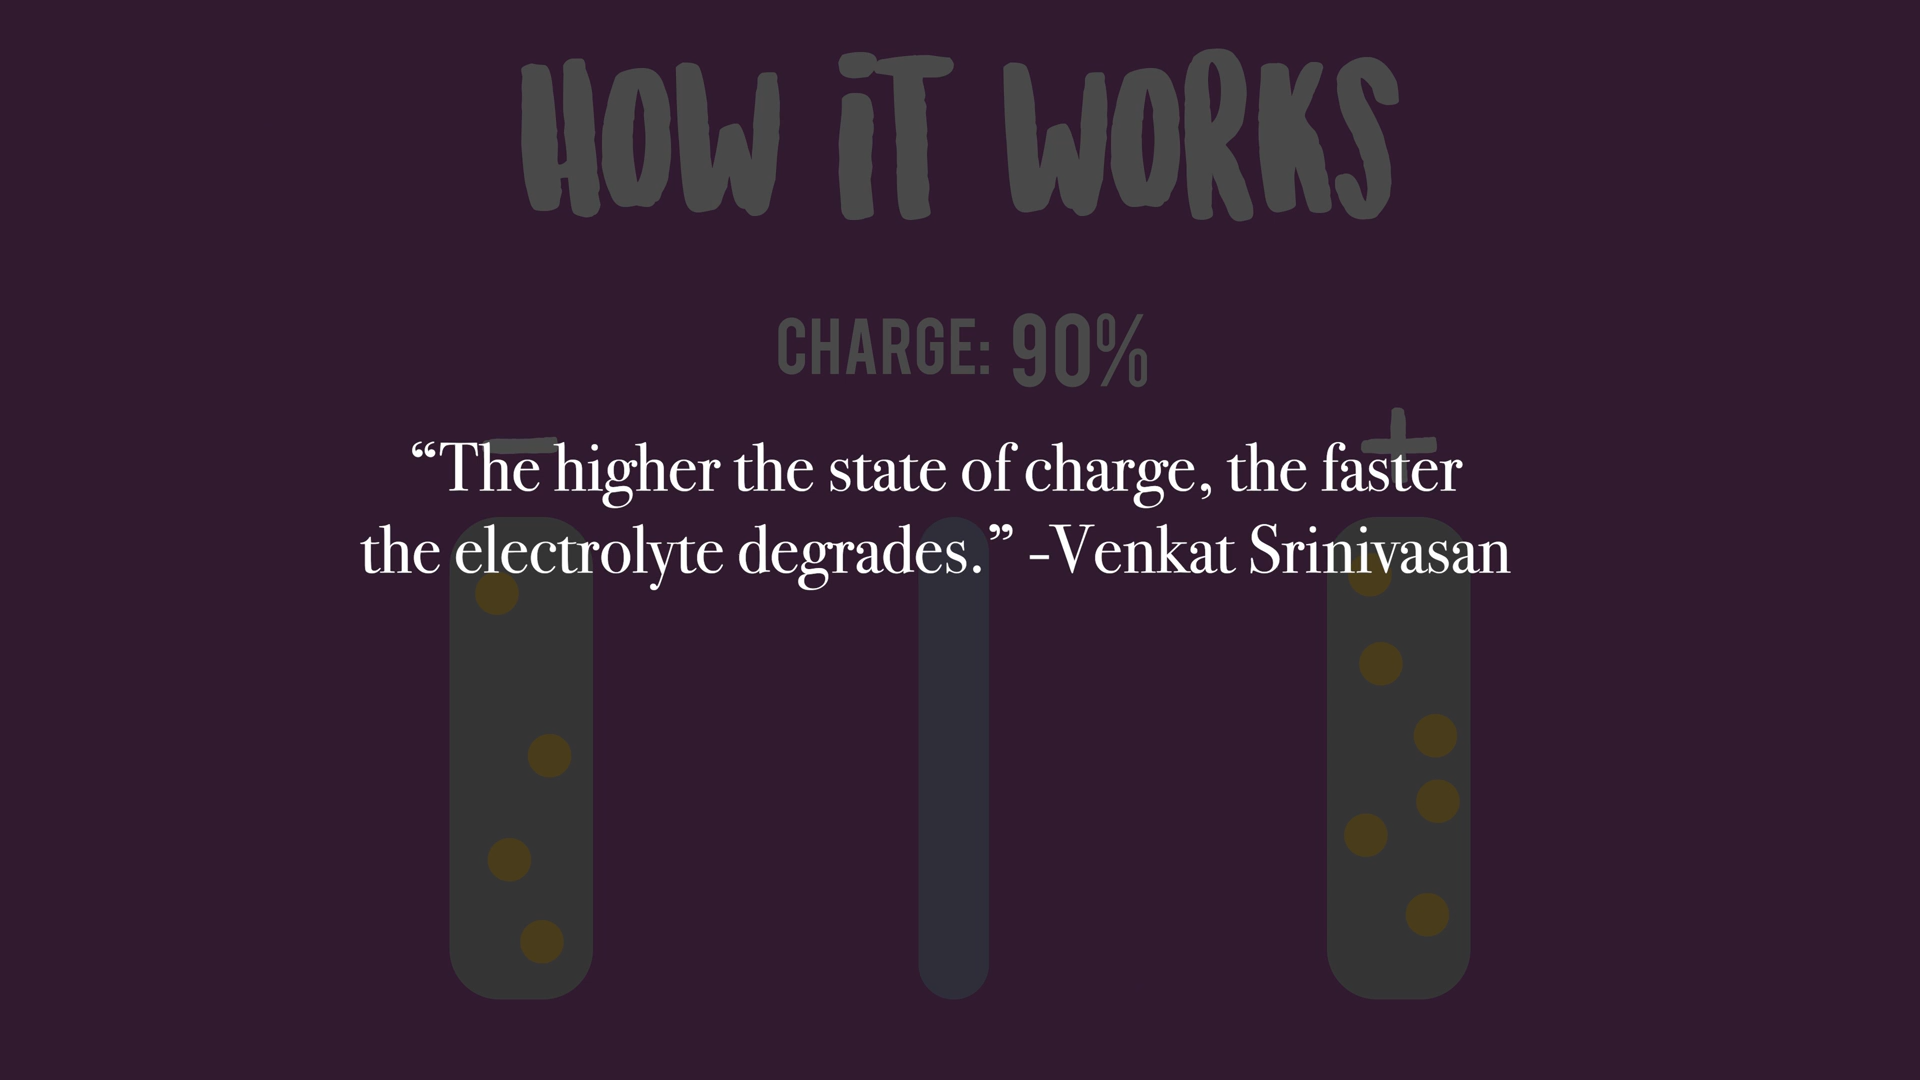 HOW iT WORKS
CHARGE: 90%
- +
“The higher the state of charge, the faster
the electrolyte degrades.” -Venkat Srinivasan